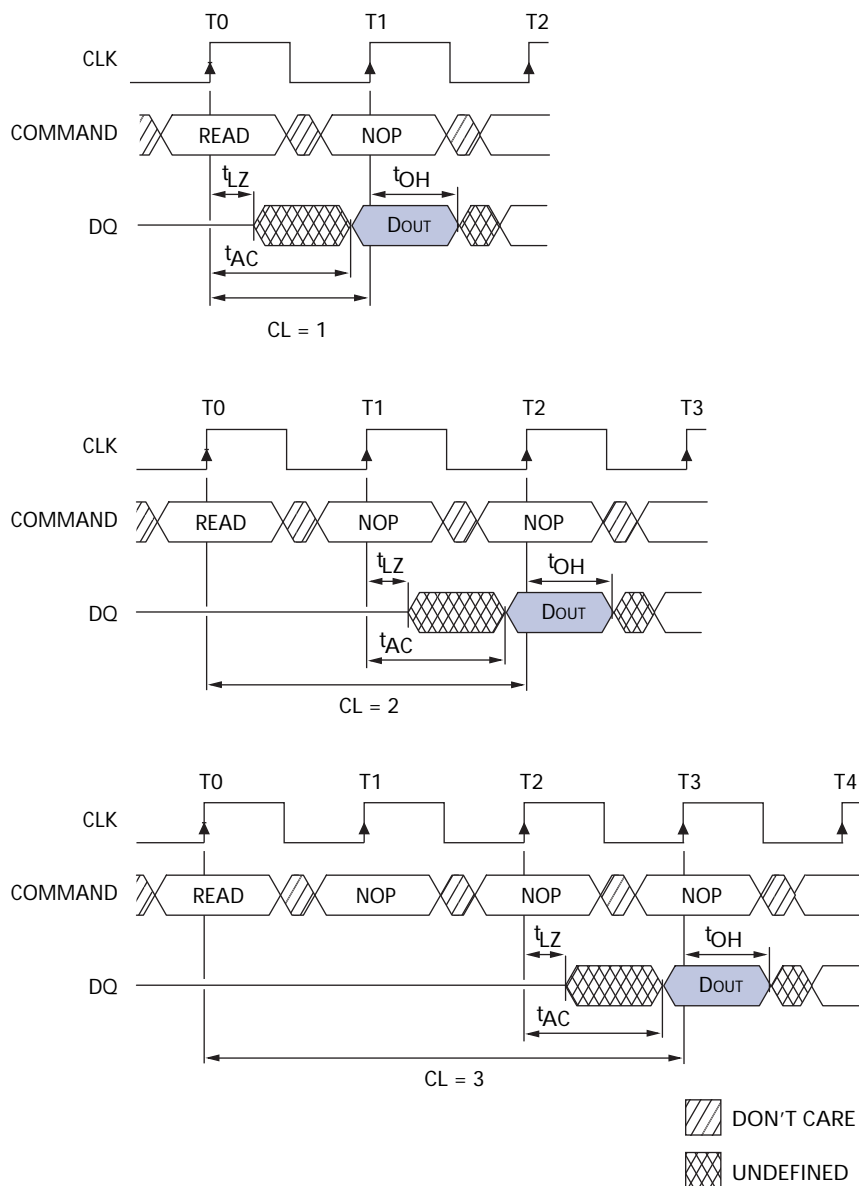 T0 T1 T2
CLK
COMMAND READ NOP
tLZ tOH
DQ DOUT
tAC
CL = 1
T0 T1 T2 T3
CLK
COMMAND READ NOP NOP
tLZ tOH
DQ DOUT
tAC
CL = 2
T0 T1 T2 T3 T4
CLK
COMMAND READ NOP NOP NOP
tLZ tOH
DQ DOUT
tAC
CL = 3
DON'T CARE
UNDEFINED